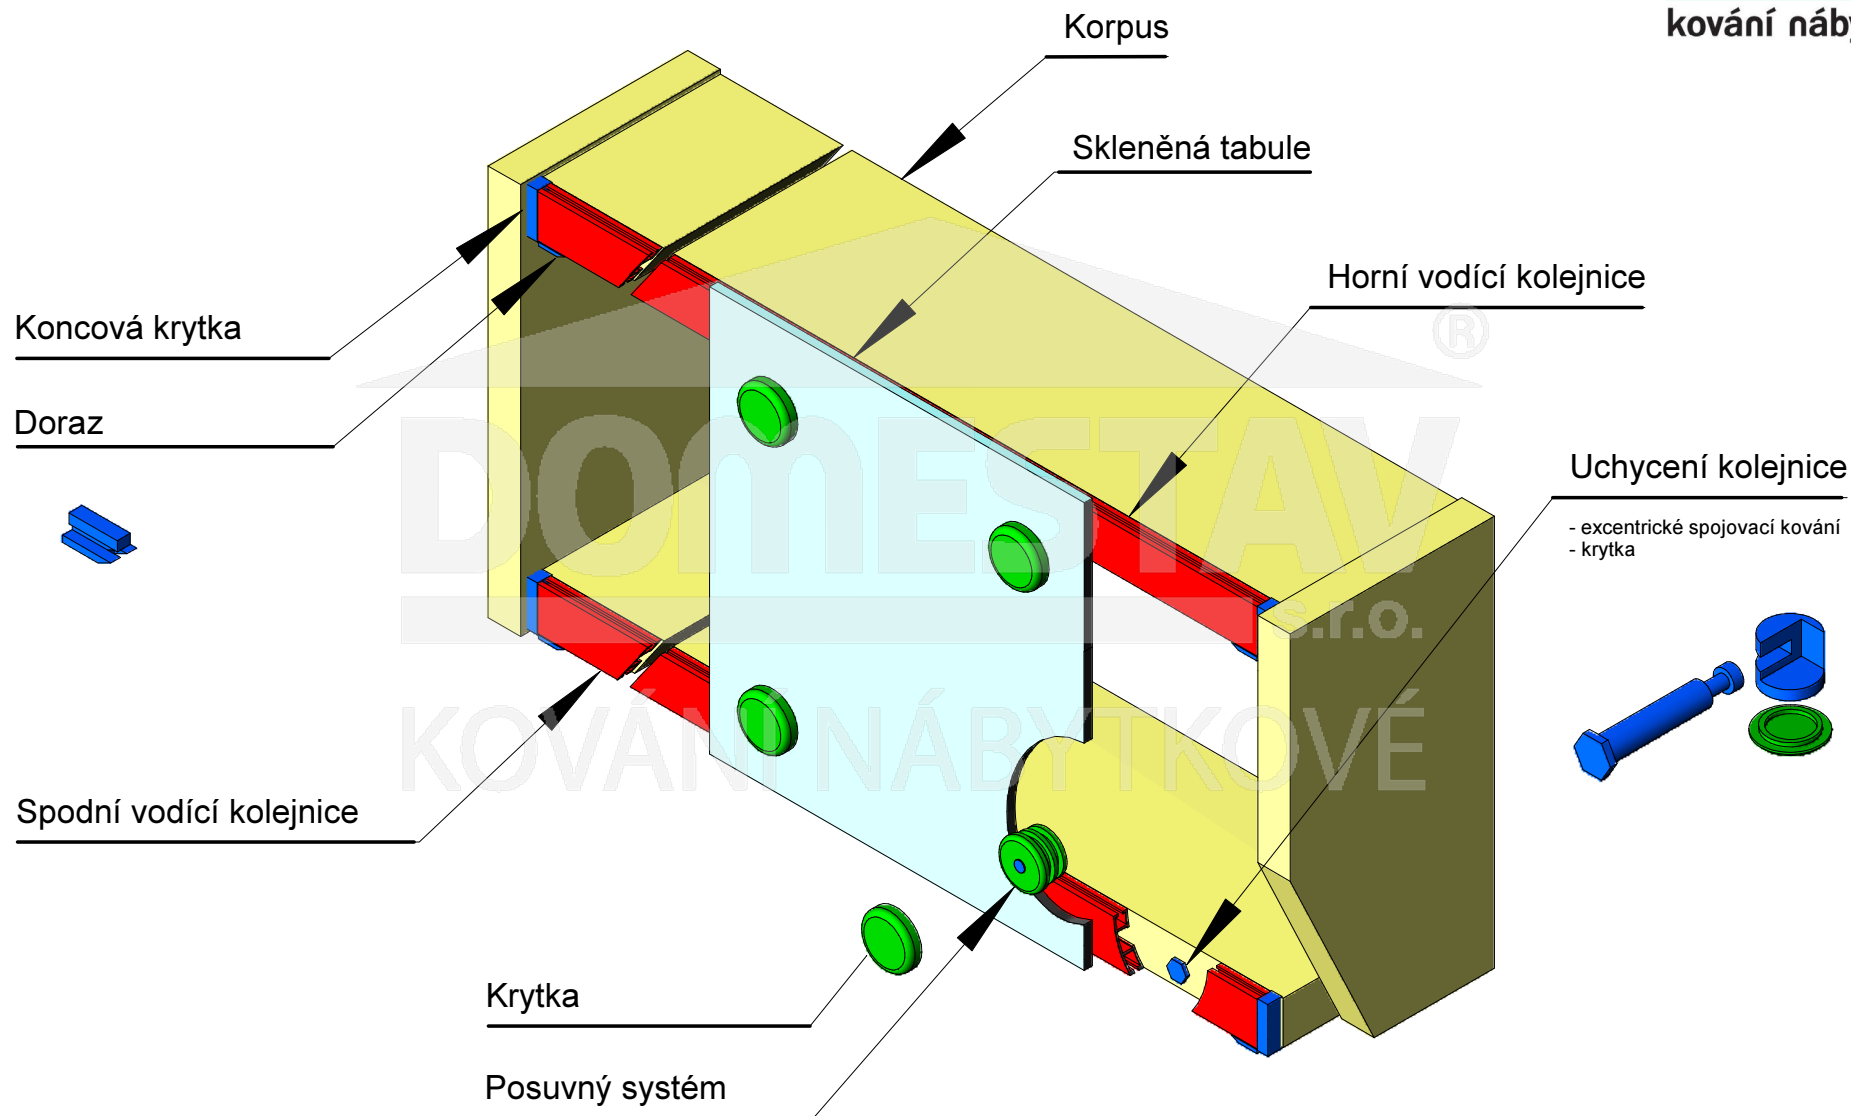 kování náby
Korpus
Skleněná tabule
Horní vodící kolejnice
Koncová krytka
Doraz
Uchycení kolejnice
- excentrické spojovací kování
- krytka
DOMESTAV
®
s.r.o.
KOVÁNÍ NÁBYTKOVÉ
Spodní vodící kolejnice
Krytka
Posuvný systém